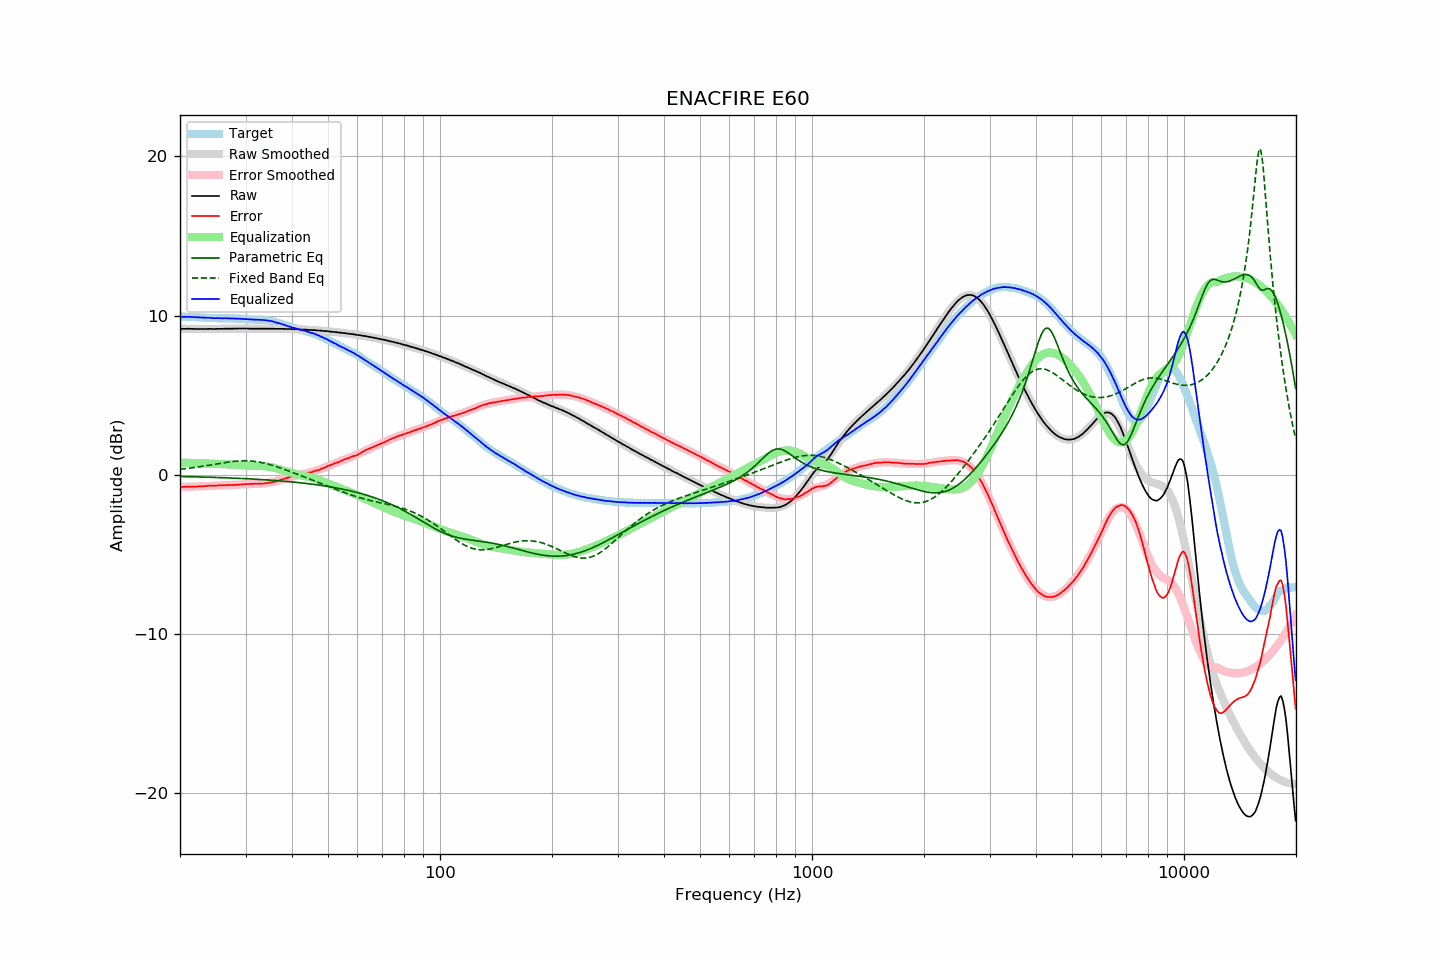 ENACFIRE E60
Target
Raw Smoothed
Error Smoothed
Raw
Error
Equalization
Parametric Eq
Fixed Band Eq
Equalized
20
10
0
−10
−20
Amplitude (dBr)
100 1000 10000
Frequency (Hz)